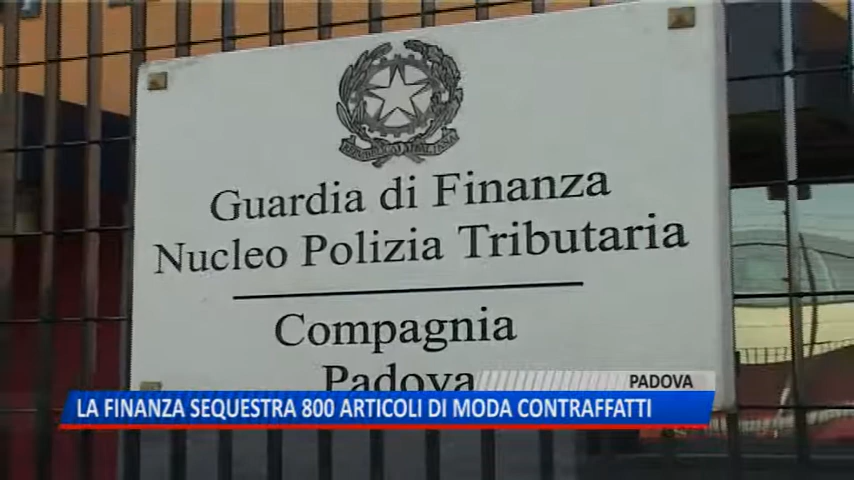 Guardia di Finanza
Nucleo Polizia Tributaria
Compagnia
Padova
PADOVA
LA FINANZA SEQUESTRA 800 ARTICOLI DI MODA CONTRAFFATTI